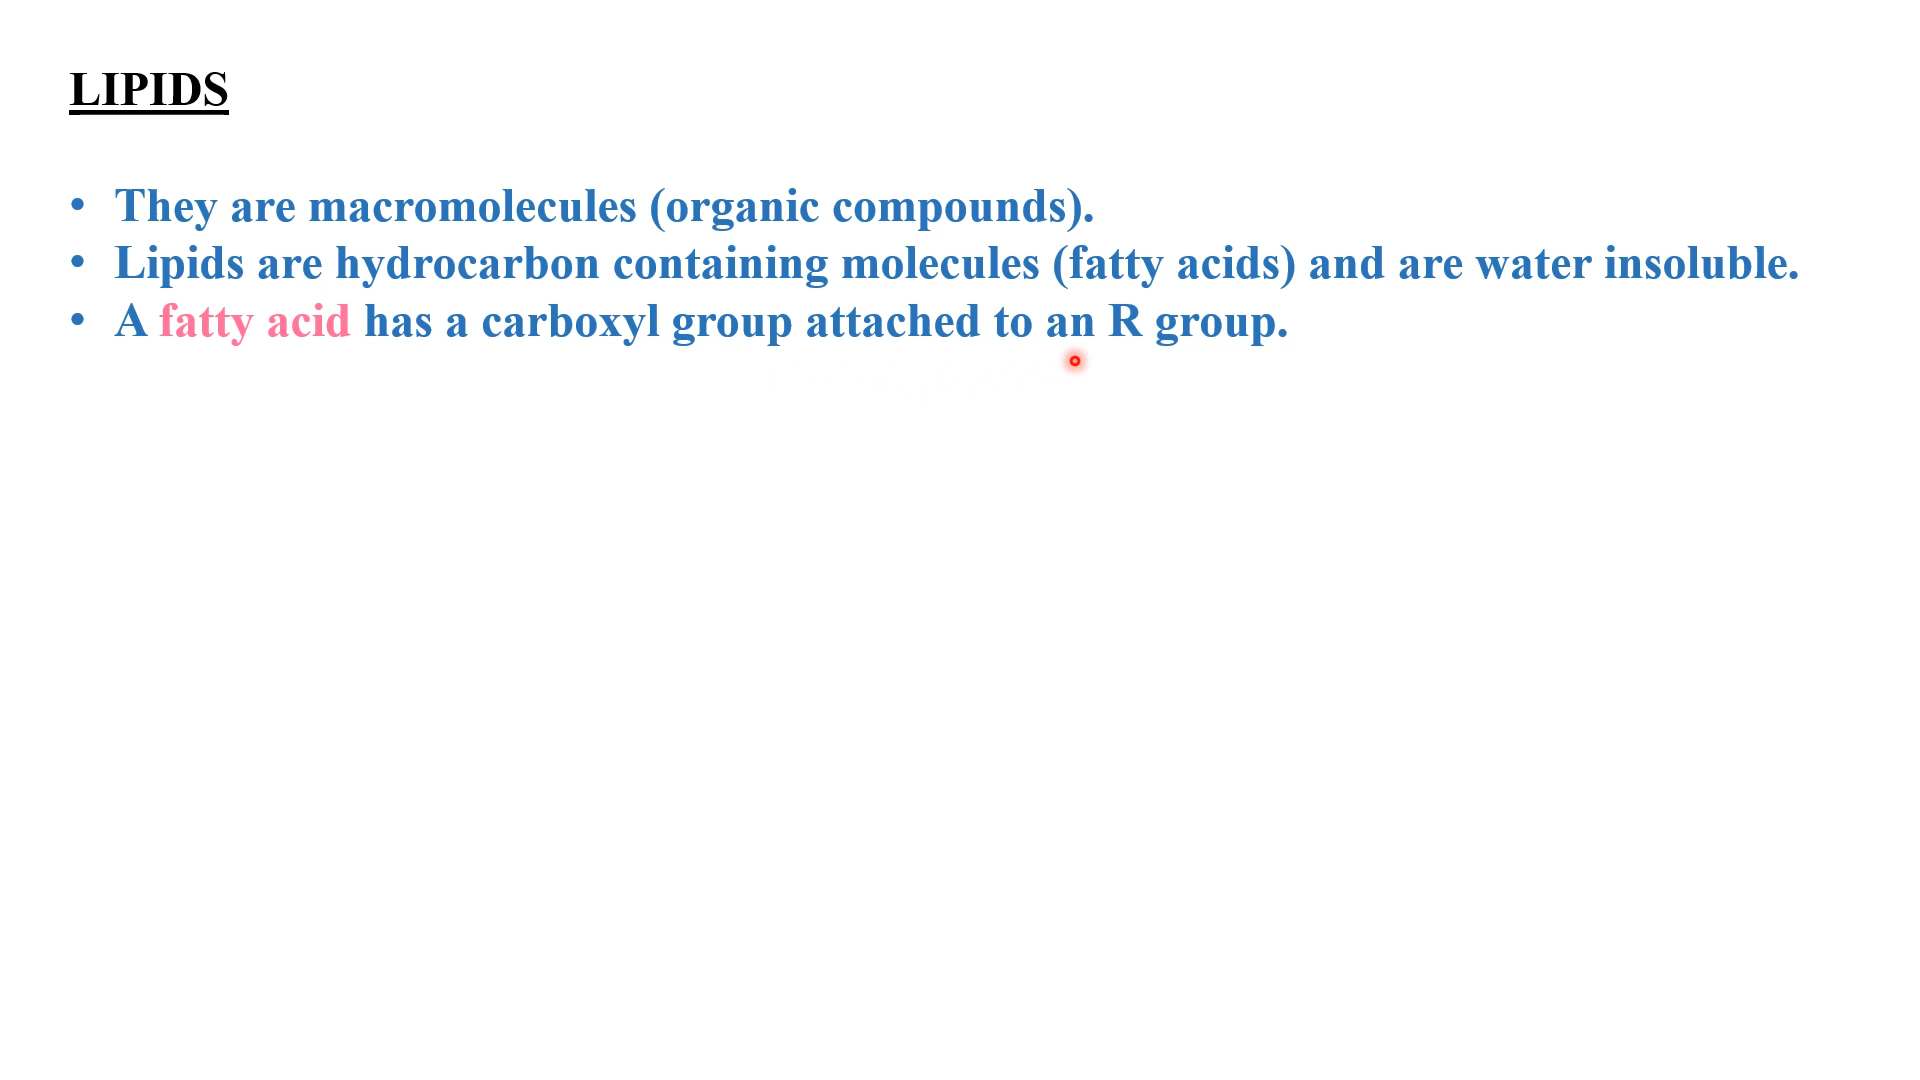 LIPIDS
• They are macromolecules (organic compounds).
• Lipids are hydrocarbon containing molecules (fatty acids) and are water insoluble.
• A fatty acid has a carboxyl group attached to an R group.